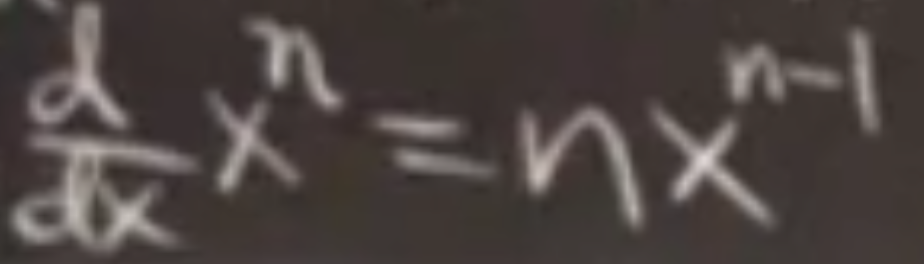 d/dx x^n = nx^{n-1}